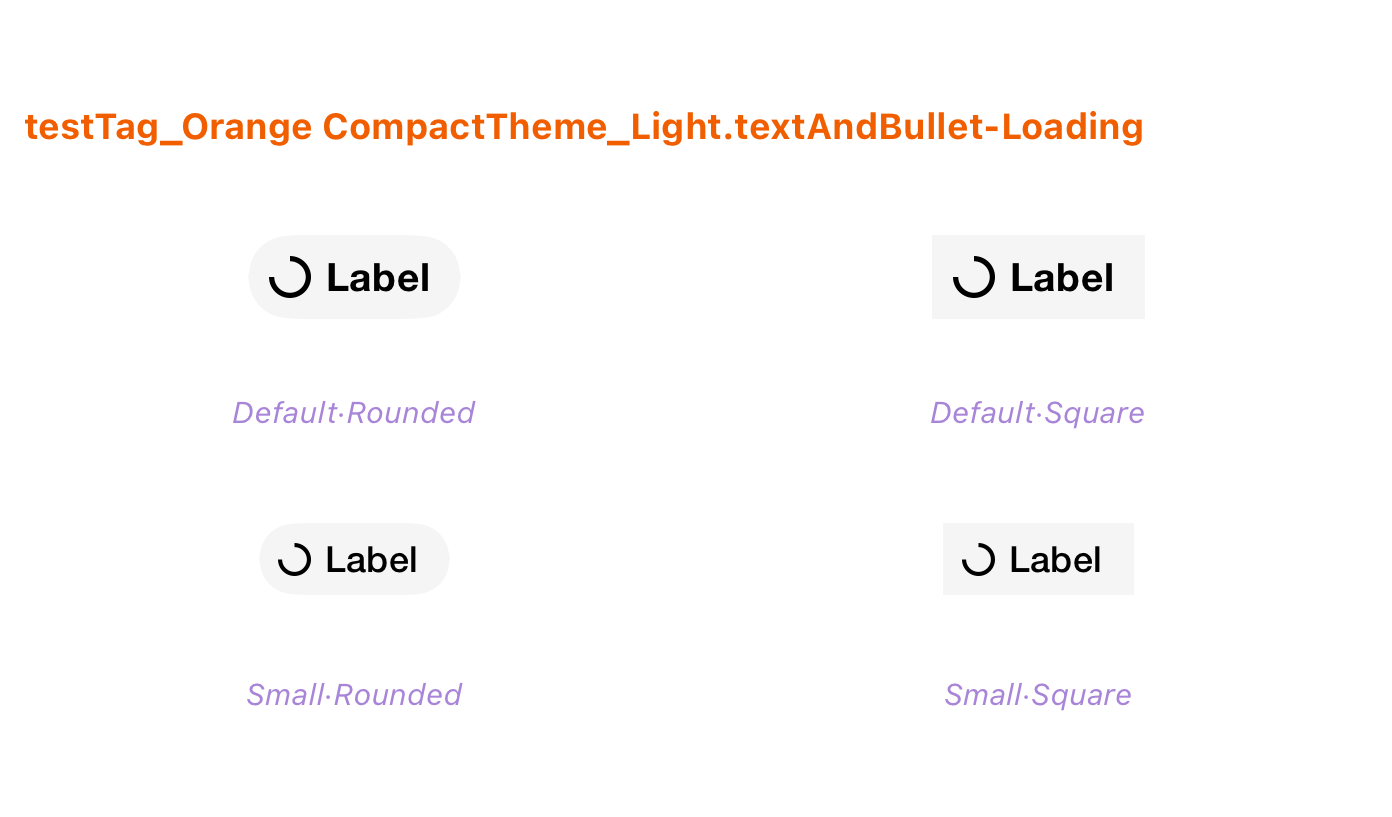 testTag_Orange CompactTheme_Light.textAndBullet-Loading
Label
Label
Default·Rounded
Default·Square
Label
Label
Small·Rounded
Small·Square